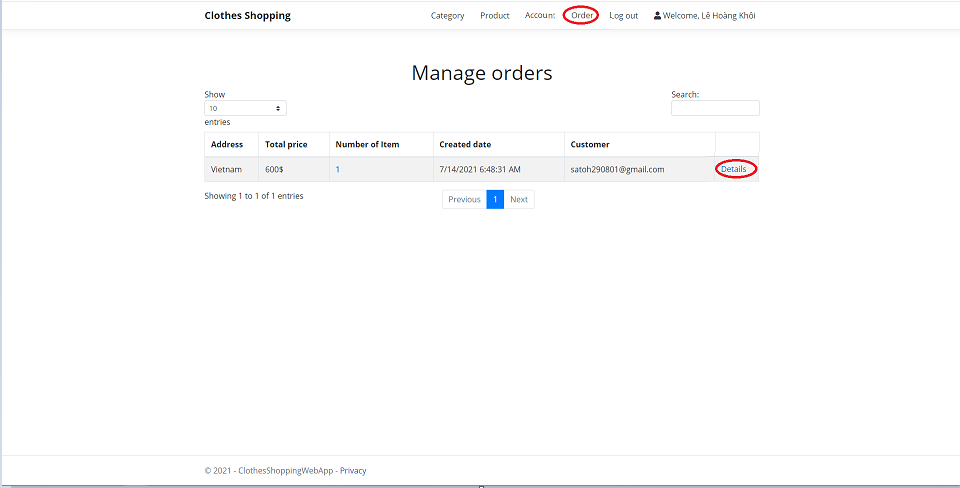 Clothes Shopping Category Product Account Order Log out Welcome, Lê Hoàng Khôi
Manage orders
Show Search:
10
entries
Address Total price Number of Item Created date Customer
Vietnam 600$ 1 7/14/2021 6:48:31 AM satoh290801@gmail.com Details
Showing 1 to 1 of 1 entries Previous 1 Next
© 2021 - ClothesShoppingWebApp - Privacy